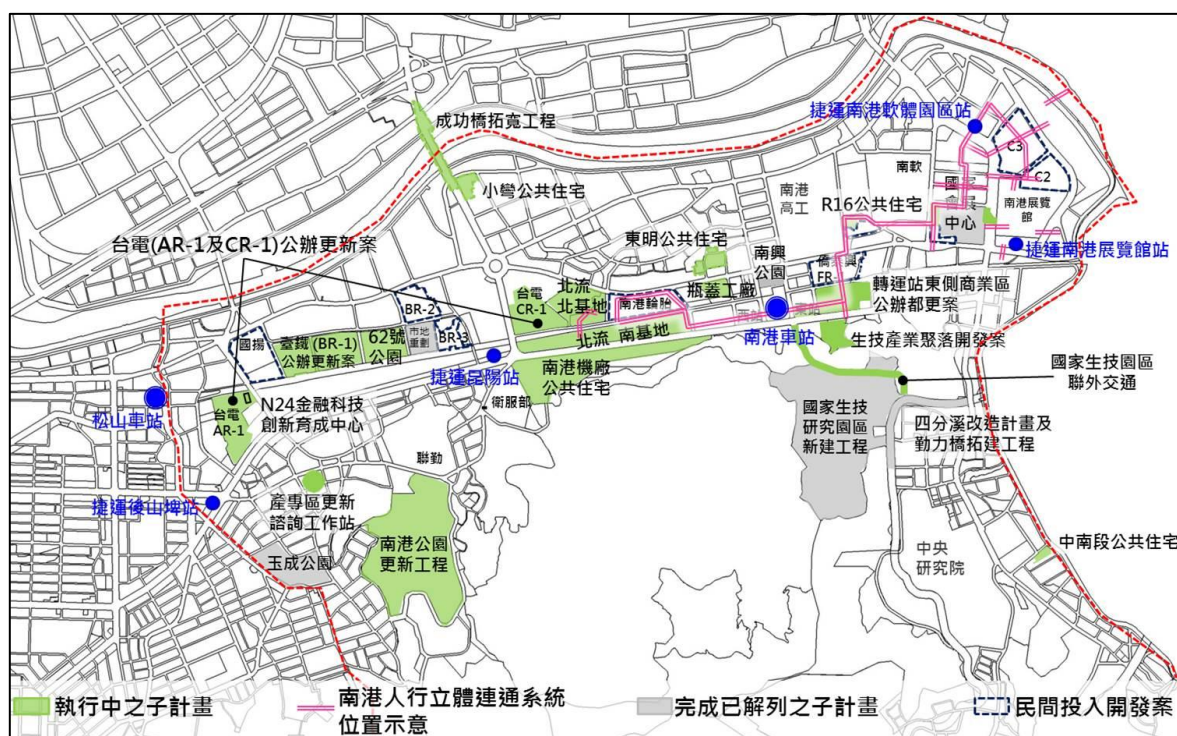 成功橋拓寬工程
小彎公共住宅
捷運南港軟體園區站
南軟
C3
C2
南港展覽
館
中心
捷運南港展覽館站
南港
高工
R16公共住宅
台電(AR-1及CR-1)公辦更新案
東明公共住宅
瓶蓋工廠
南興
公園
轉運站東側商業區
公辦都更案
台電
CR-1
北流
北基地
南港輪胎
北流 南基地
南港車站
生技產業聚落開發案
BR-2
BR-3
市地
重劃
62號
公園
臺鐵(BR-1)
公辦更新案
國揚
捷運昆陽站
南港機廠
公共住宅
衛服部
國家生技園區
聯外交通
松山車站
台電
AR-1
N24金融科技
創新育成中心
國家生技
研究園區
新建工程
四分溪改造計畫及
勤力橋拓建工程
聯勤
捷運後山埤站
產專區更新
諮詢工作站
南港公園
更新工程
玉成公園
中央
研究院
中南段公共住宅
執行中之子計畫
南港人行立體連通系統
位置示意
完成已解列之子計畫
民間投入開發案